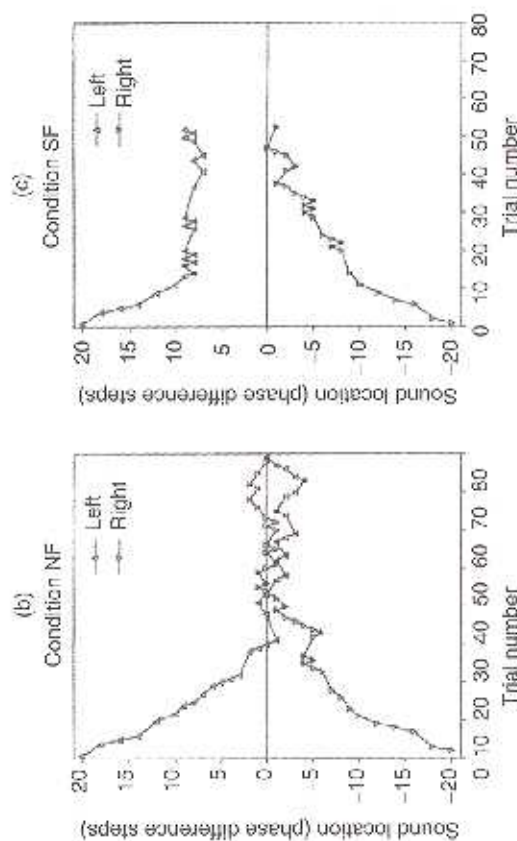 (b)
Condition NF
Left
Right
Sound location (phase difference steps)
20
15
10
5
0
−5
−10
−15
−20
0 10 20 30 40 50 60 70 80
Trial number
(c)
Condition SF
Left
Right
Sound location (phase difference steps)
20
15
10
5
0
−5
−10
−15
−20
0 10 20 30 40 50 60 70 80
Trial number